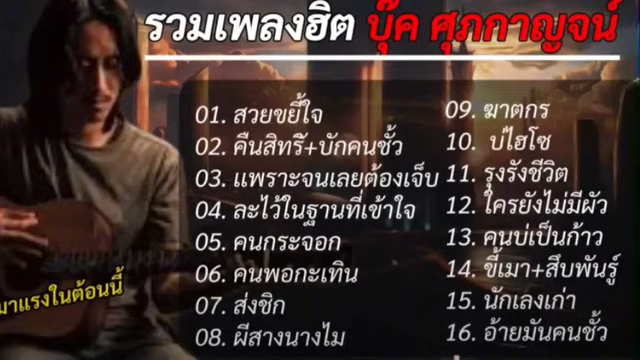 รวมเพลงฮิต บุ๊ค ศุภกาญจน์
01. สวยขยี้ใจ
02. คืนสิทธิ์+บักคนชั้ว
03. แพราะจนเลยต้องเจ็บ
04. ละไว้ในฐานที่เข้าใจ
05. คนกระจอก
06. คนพอกะเทิน
07. ส่งซิก
08. ผีสางนางไม
09. ฆาตกร
10. บ่ไฮโซ
11. รุงรังชีวิต
12. ใครยังไม่มีผัว
13. คนบ่เป็นก้าว
14. ขี้เมา+สืบพันรู์
15. นักเลงเก่า
16. อ้ายมันคนชั้ว
มาแรงในต้อนนี้